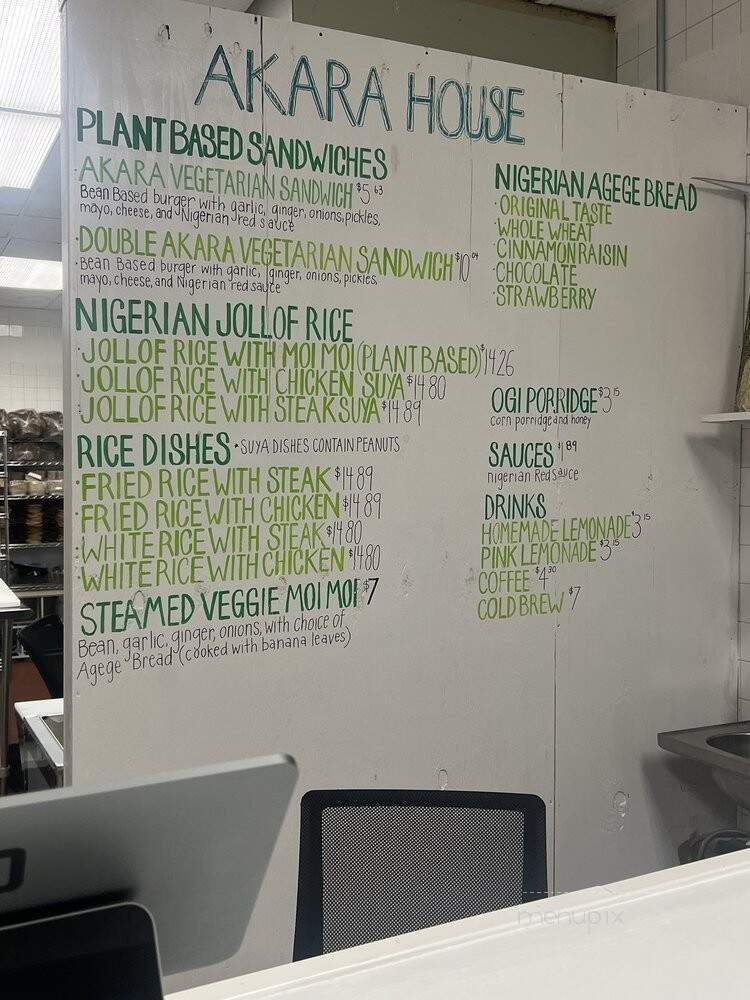 AKARA HOUSE
PLANT BASED SANDWICHES
· AKARA VEGETARIAN SANDWICH $5 63
Bean Based burger with garlic, ginger, onions, pickles,
mayo, cheese, and Nigerian red sauce
· DOUBLE AKARA VEGETARIAN SANDWICH $10 04
· Bean Based burger with garlic, ginger, onions, pickles,
mayo, cheese, and Nigerian red sauce
NIGERIAN JOLLOF RICE
· JOLLOF RICE WITH MOI MOI (PLANT BASED) $14 26
· JOLLOF RICE WITH CHICKEN SUYA $14 80
· JOLLOF RICE WITH STEAK SUYA $14 89
RICE DISHES · SUYA DISHES CONTAIN PEANUTS
· FRIED RICE WITH STEAK $14 89
· FRIED RICE WITH CHICKEN $14 89
· WHITE RICE WITH STEAK $14 80
· WHITE RICE WITH CHICKEN $14 80
STEAMED VEGGIE MOI MOI $7
Bean, garlic, ginger, onions, with choice of
Agege Bread (cooked with banana leaves)
NIGERIAN AGEGE BREAD
· ORIGINAL TASTE
· WHOLE WHEAT
· CINNAMON RAISIN
· CHOCOLATE
· STRAWBERRY
OGI PORRIDGE $3 15
corn porridge and honey
SAUCES $1 89
nigerian Red sauce
DRINKS
HOMEMADE LEMONADE $3 15
PINK LEMONADE $3 15
COFFEE $4 30
COLD BREW $7
menupix